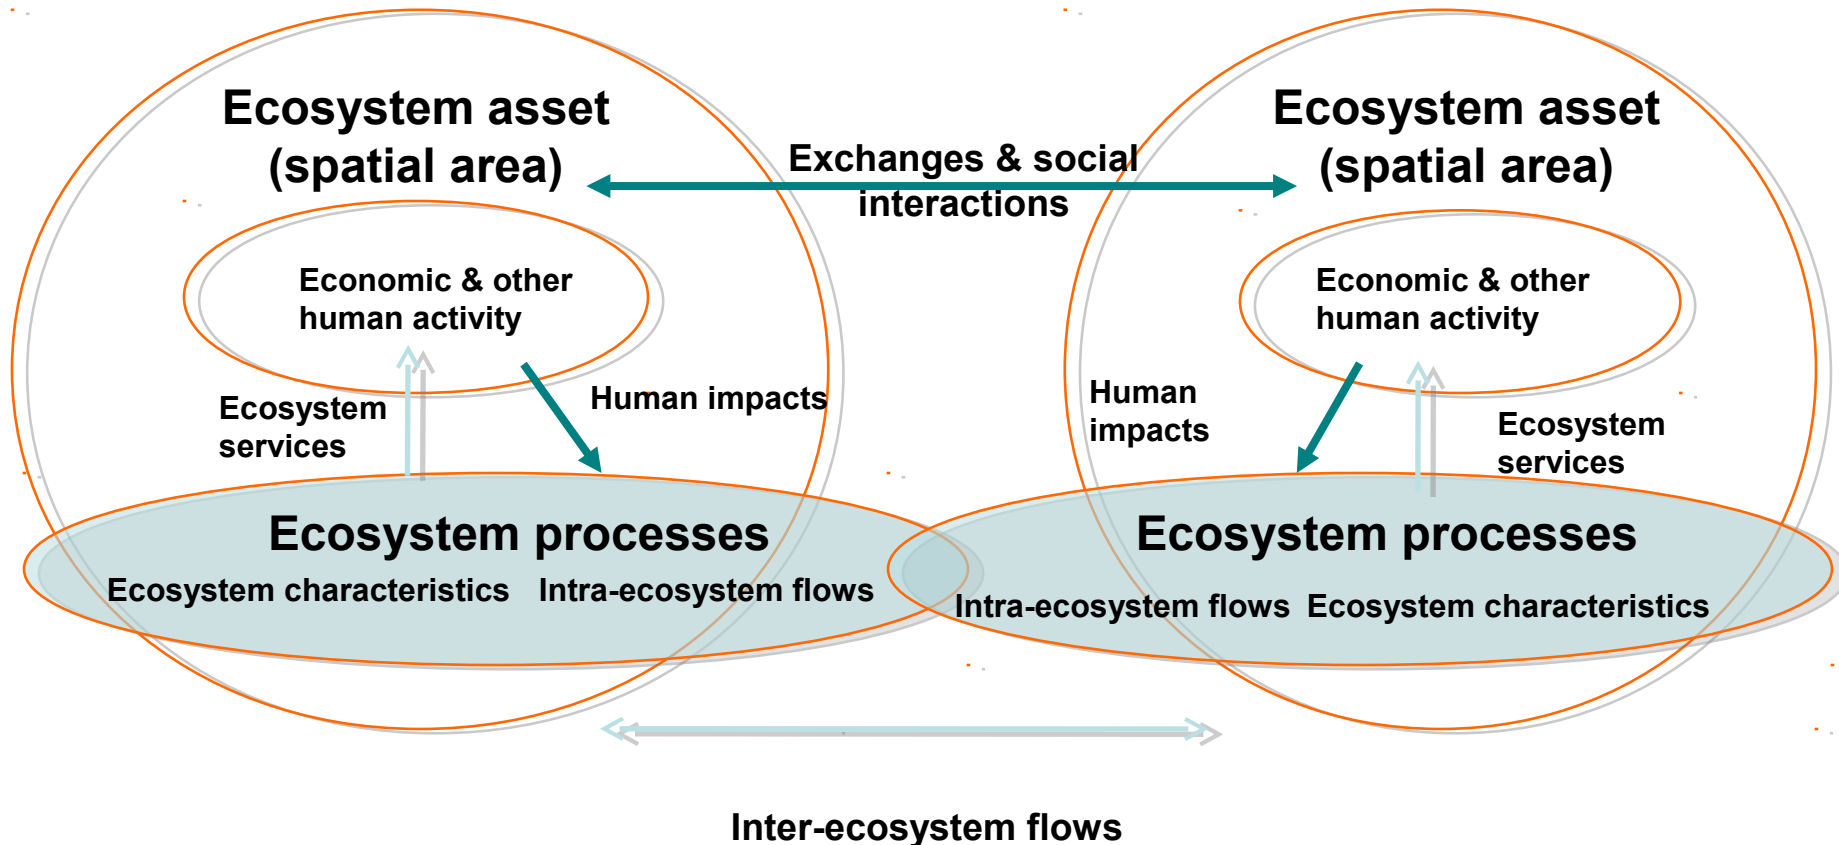 Ecosystem asset
(spatial area)
Exchanges & social
interactions
Ecosystem asset
(spatial area)
Economic & other
human activity
Economic & other
human activity
Ecosystem
services
Human impacts
Human
impacts
Ecosystem
services
Ecosystem processes
Ecosystem characteristics Intra-ecosystem flows
Ecosystem processes
Intra-ecosystem flows Ecosystem characteristics
Inter-ecosystem flows